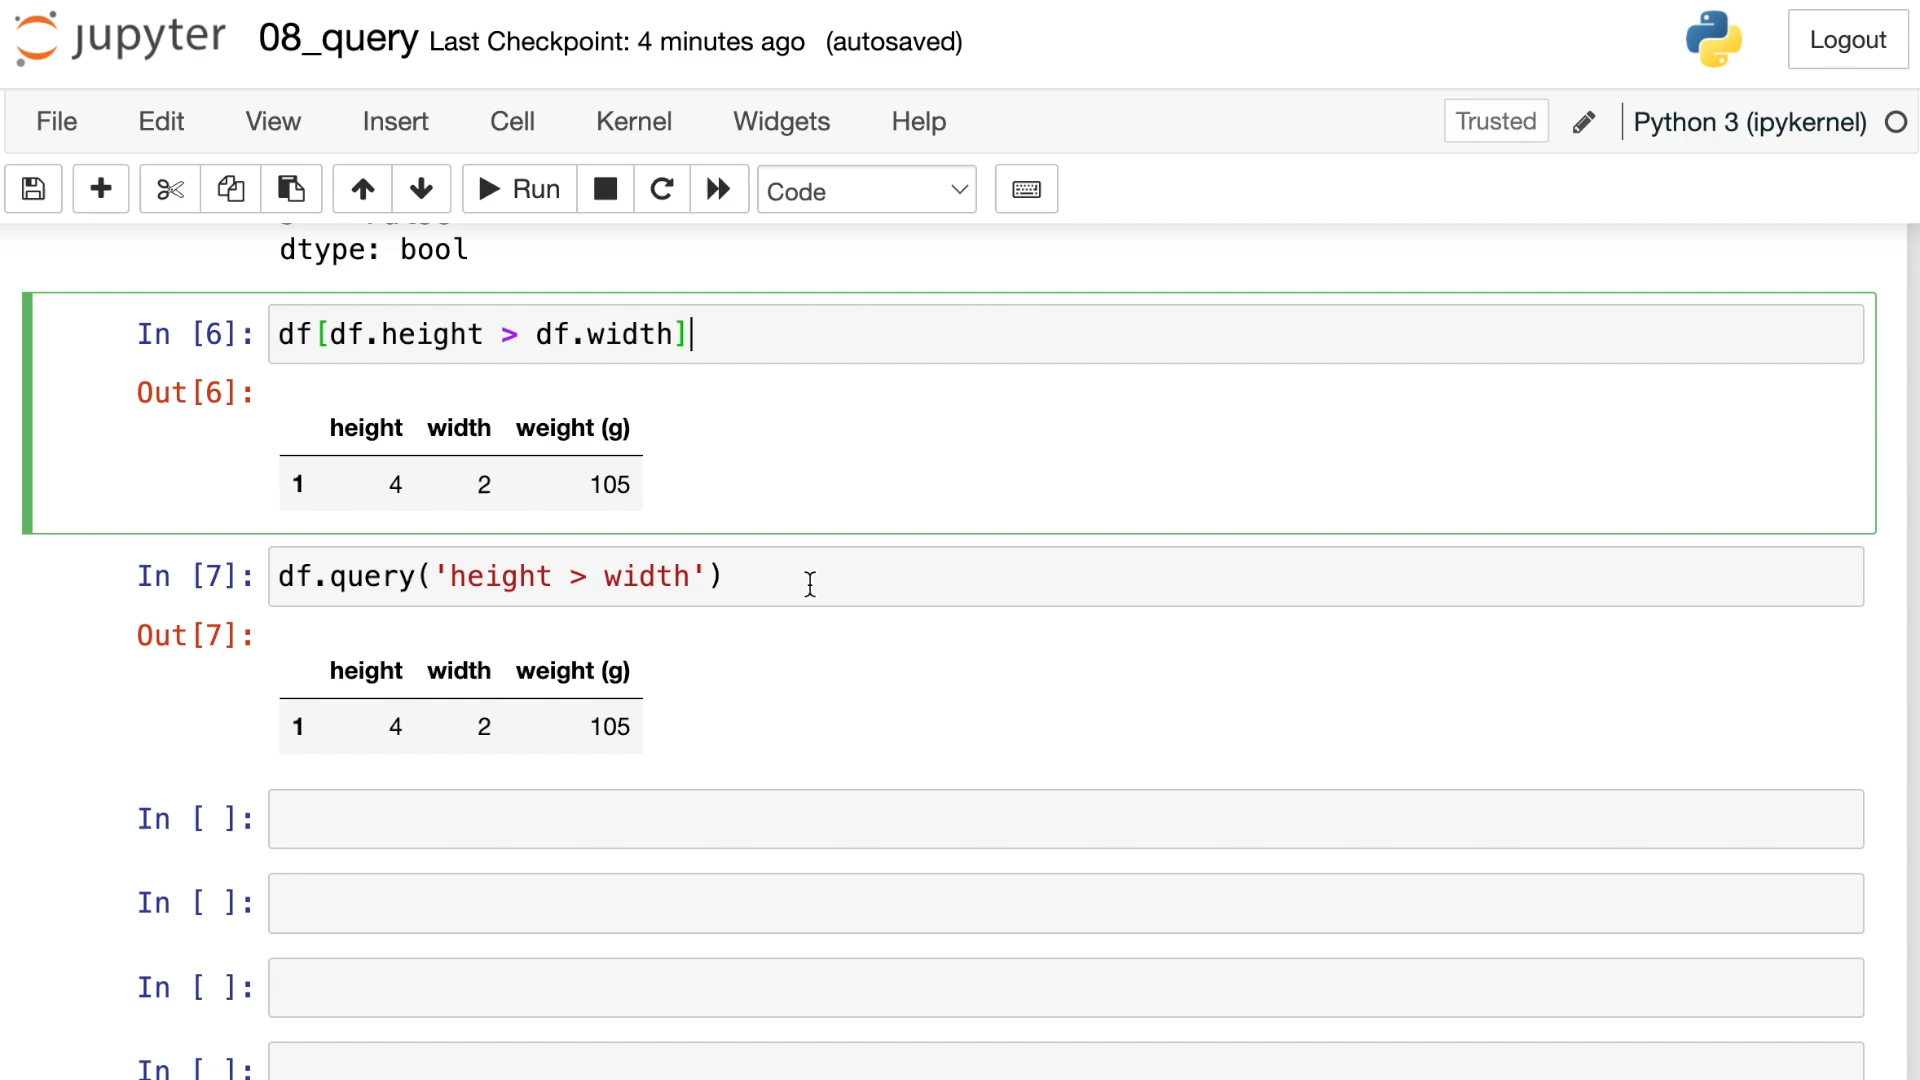 jupyter 08_query Last Checkpoint: 4 minutes ago (autosaved) Logout
File Edit View Insert Cell Kernel Widgets Help Trusted Python 3 (ipykernel)
Run Code
dtype: bool
In [6]: df[df.height > df.width]
Out[6]:
height width weight (g)
1 4 2 105
In [7]: df.query('height > width')
Out[7]:
height width weight (g)
1 4 2 105
In [ ]:
In [ ]:
In [ ]:
In [ ]: